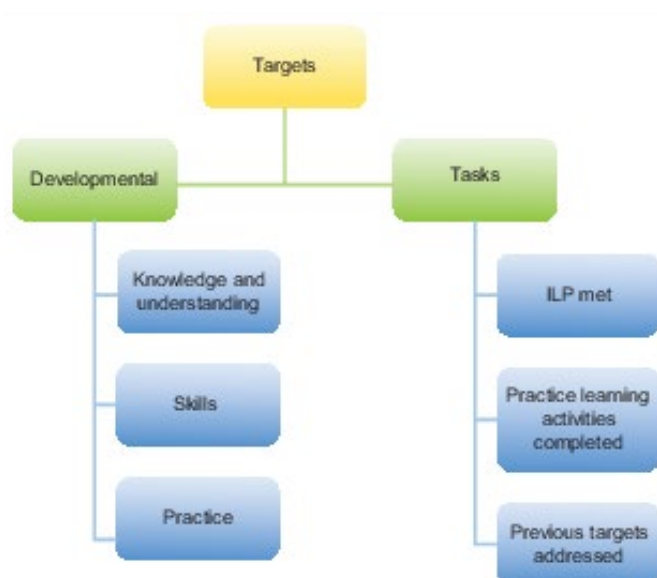 Targets
Developmental
Tasks
Knowledge and
understanding
Skills
Practice
ILP met
Practice learning
activities
completed
Previous targets
addressed